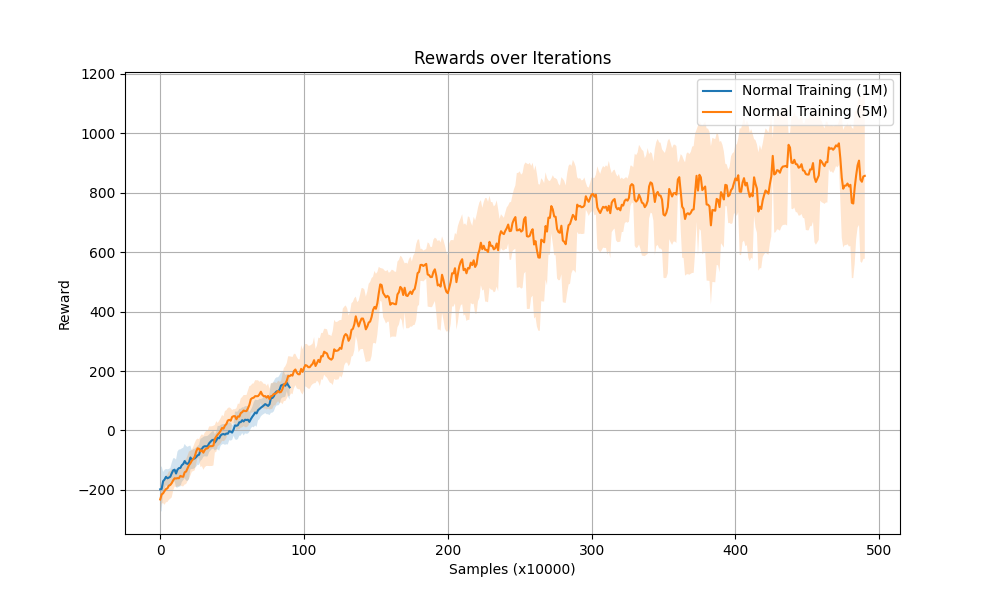 Rewards over Iterations
Normal Training (1M)
Normal Training (5M)
1200
1000
800
600
400
200
0
−200
Reward
0 100 200 300 400 500
Samples (x10000)